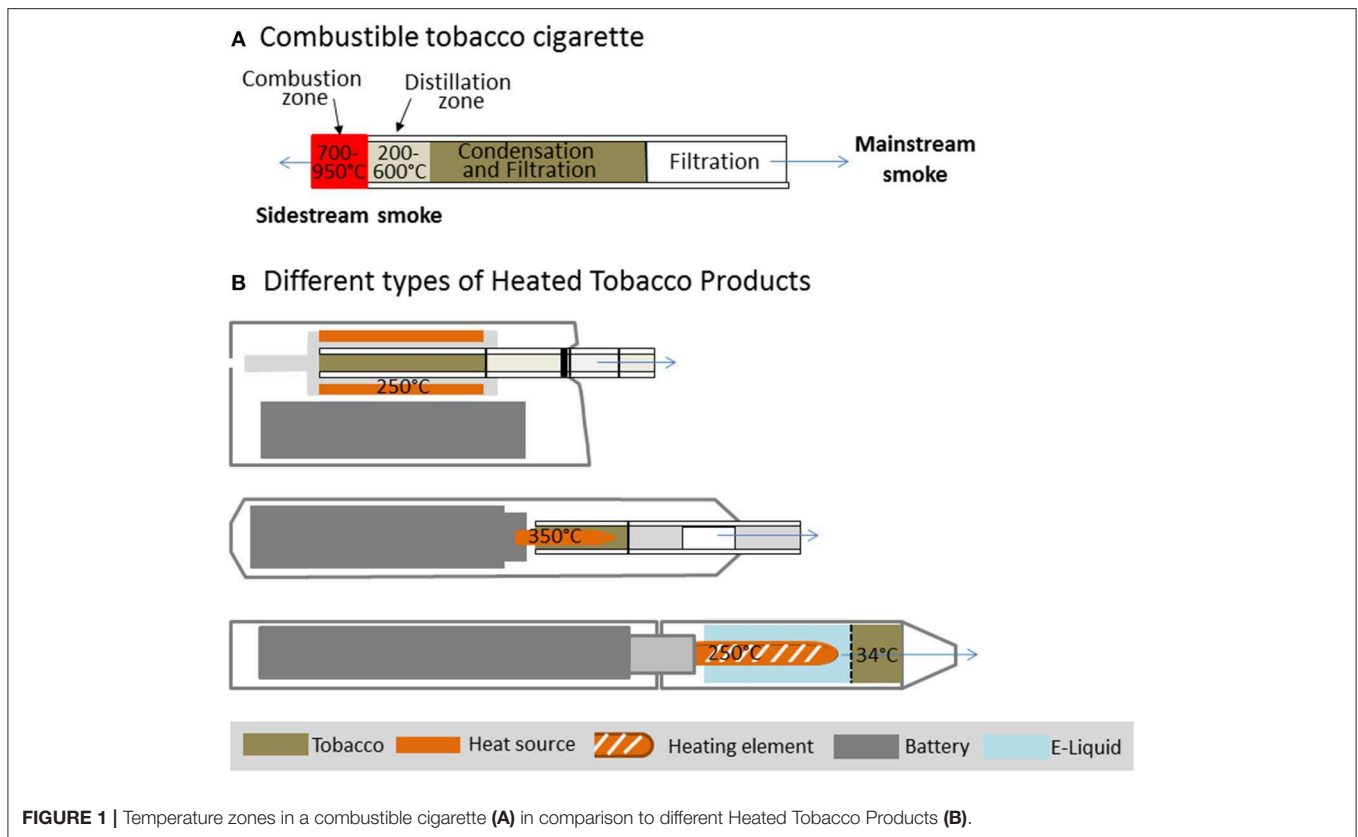 A Combustible tobacco cigarette
Combustion
zone
Distillation
zone
700-
950°C
200-
600°C
Condensation
and Filtration
Filtration
Mainstream
smoke
Sidestream smoke
B Different types of Heated Tobacco Products
250°C
350°C
250°C
34°C
Tobacco
Heat source
Heating element
Battery
E-Liquid
FIGURE 1 | Temperature zones in a combustible cigarette (A) in comparison to different Heated Tobacco Products (B).